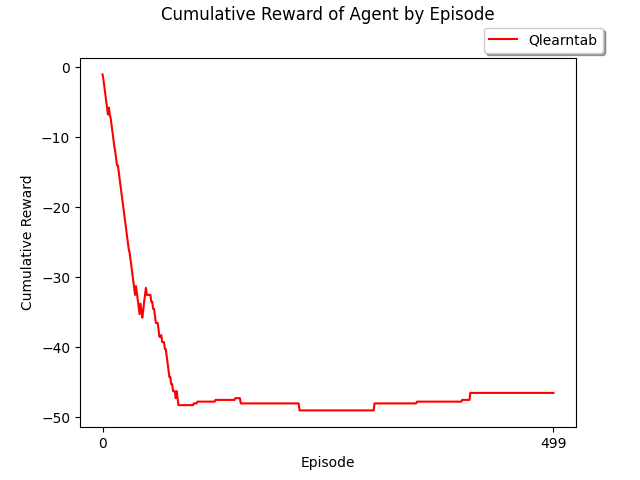 Cumulative Reward of Agent by Episode
Qlearntab
0
−10
−20
−30
−40
−50
Cumulative Reward
0
499
Episode